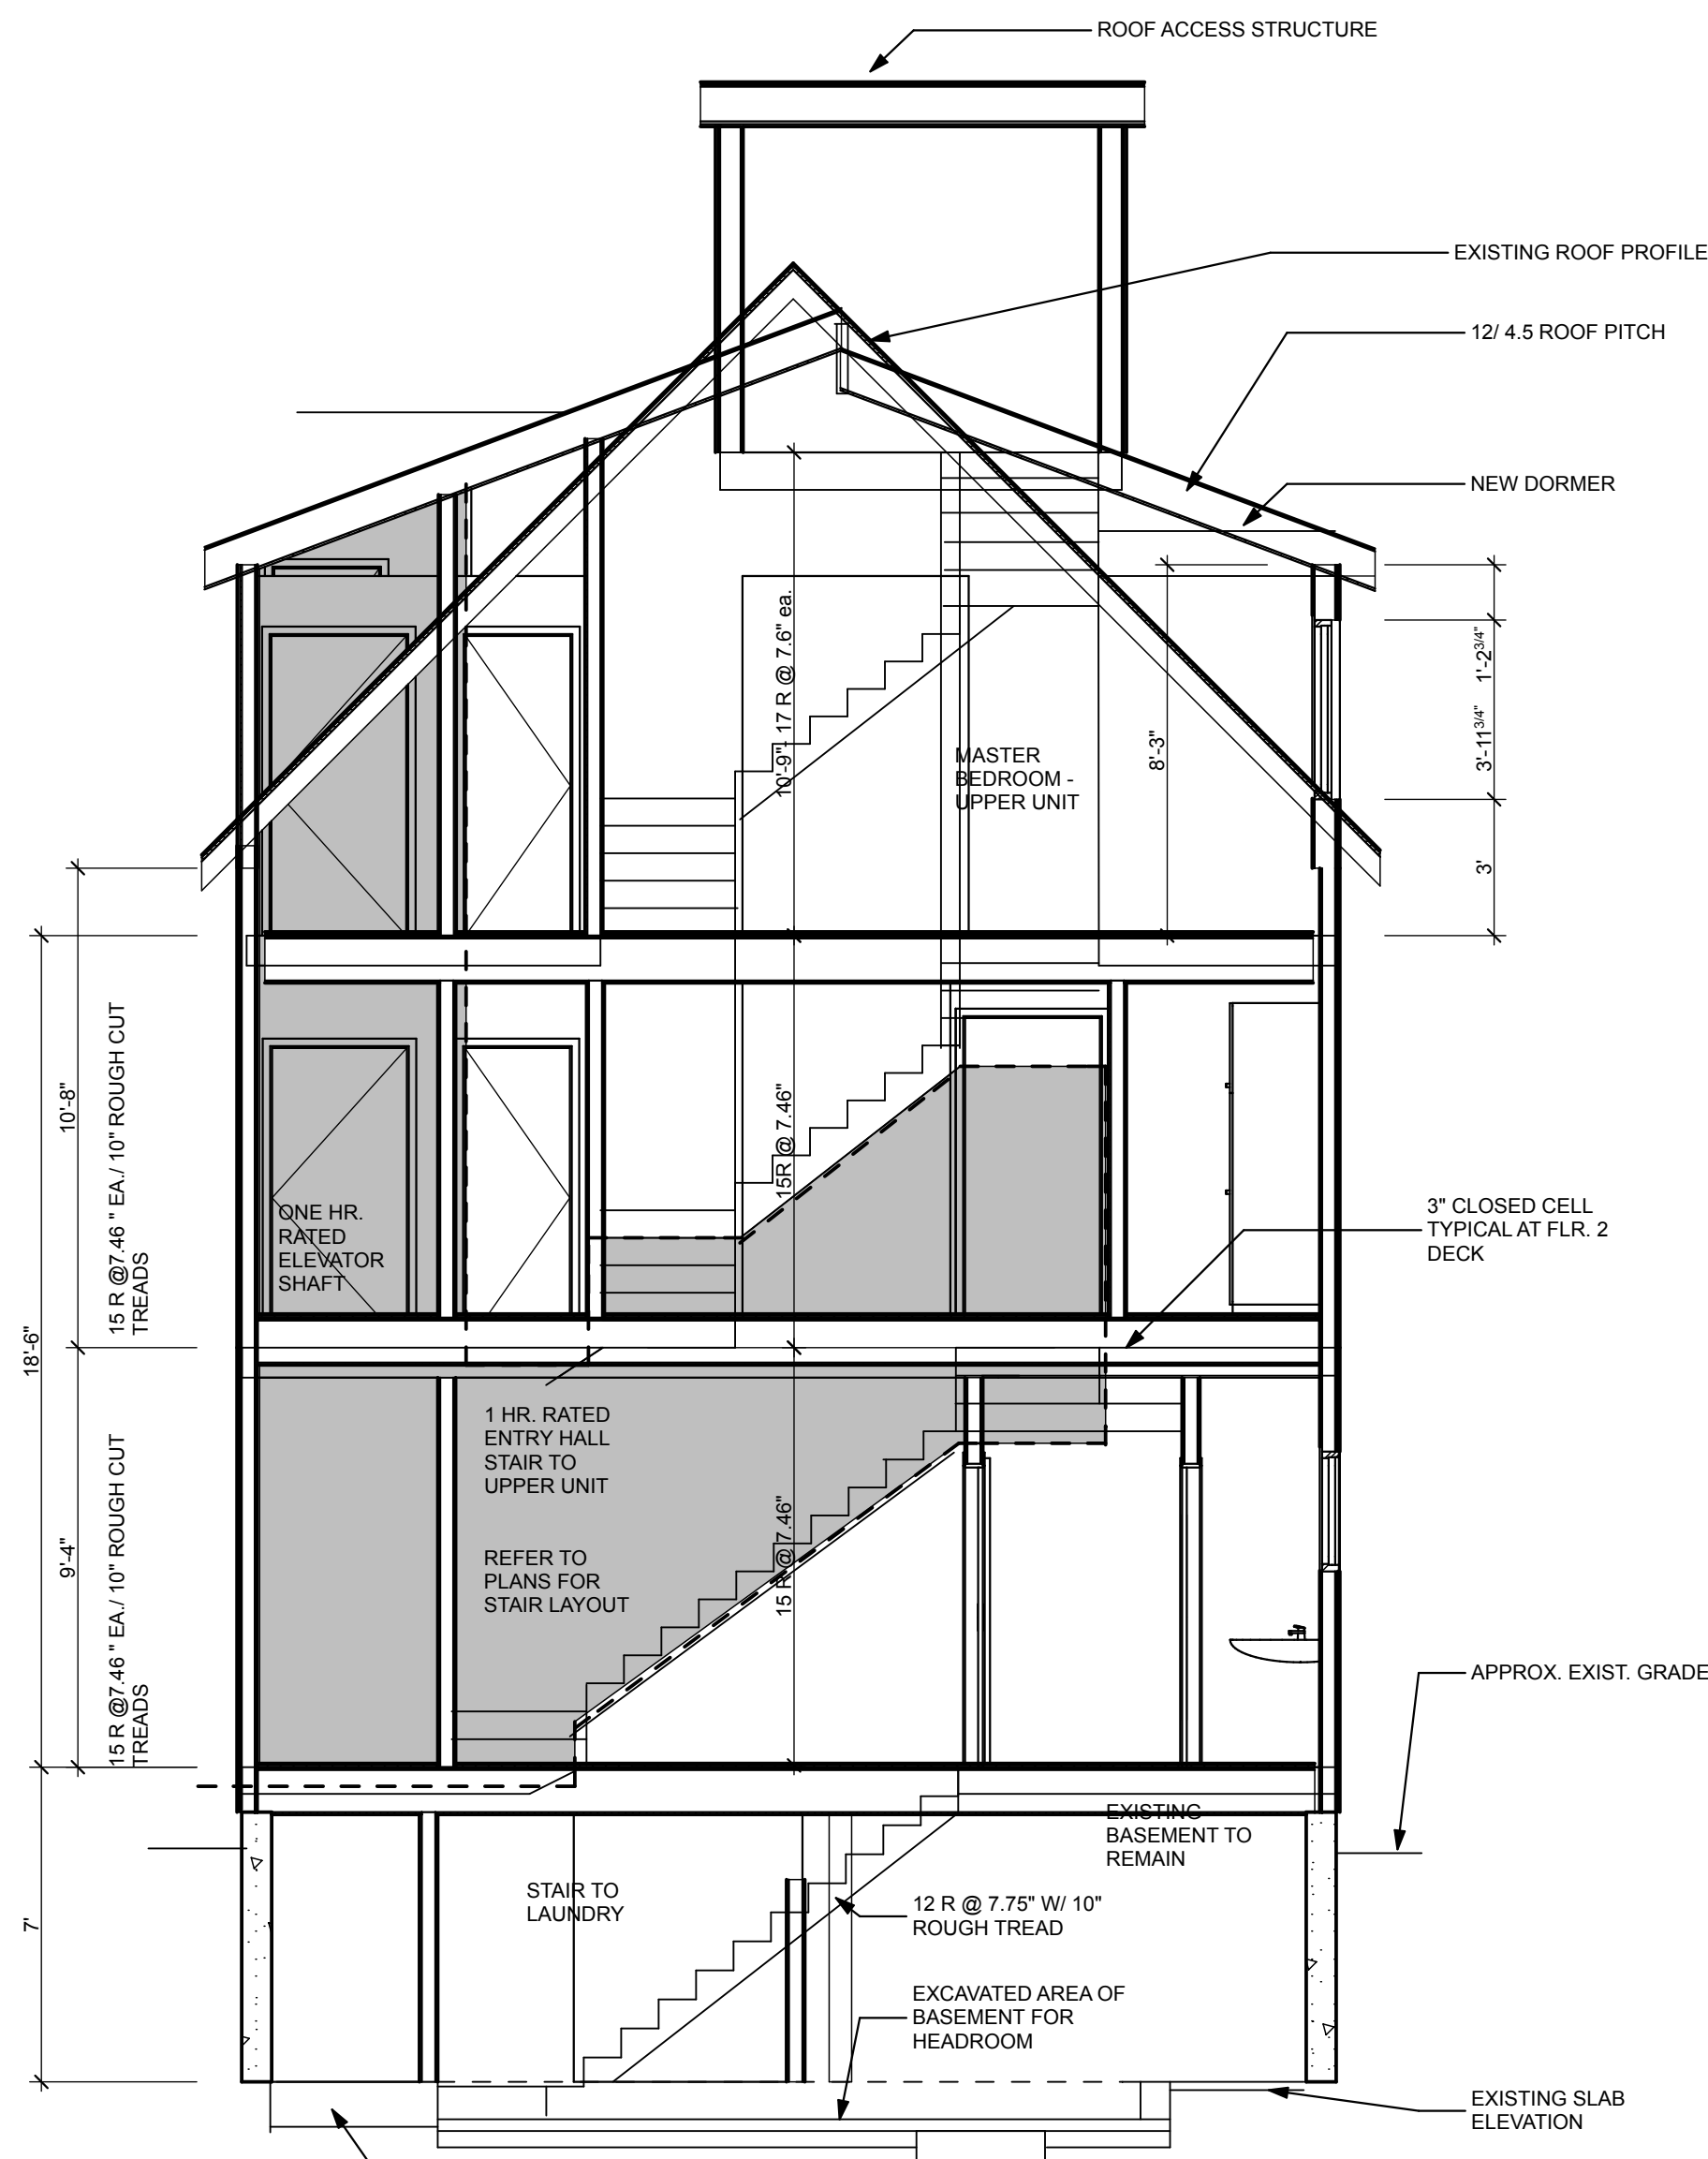 ROOF ACCESS STRUCTURE
EXISTING ROOF PROFILE
12/ 4.5 ROOF PITCH
NEW DORMER
10'-9"- 17 R @ 7.6" ea.
MASTER
BEDROOM -
UPPER UNIT
8'-3"
1'-2 3/4"
3'-11 3/4"
3'
18'-6"
10'-8"
15 R @7.46 " EA./ 10" ROUGH CUT
TREADS
ONE HR.
RATED
ELEVATOR
SHAFT
15R @ 7.46"
3" CLOSED CELL
TYPICAL AT FLR. 2
DECK
9'-4"
15 R @7.46 " EA./ 10" ROUGH CUT
TREADS
1 HR. RATED
ENTRY HALL
STAIR TO
UPPER UNIT
REFER TO
PLANS FOR
STAIR LAYOUT
15 R @ 7.46"
APPROX. EXIST. GRADE
7'
STAIR TO
LAUNDRY
EXISTING
BASEMENT TO
REMAIN
12 R @ 7.75" W/ 10"
ROUGH TREAD
EXCAVATED AREA OF
BASEMENT FOR
HEADROOM
EXISTING SLAB
ELEVATION